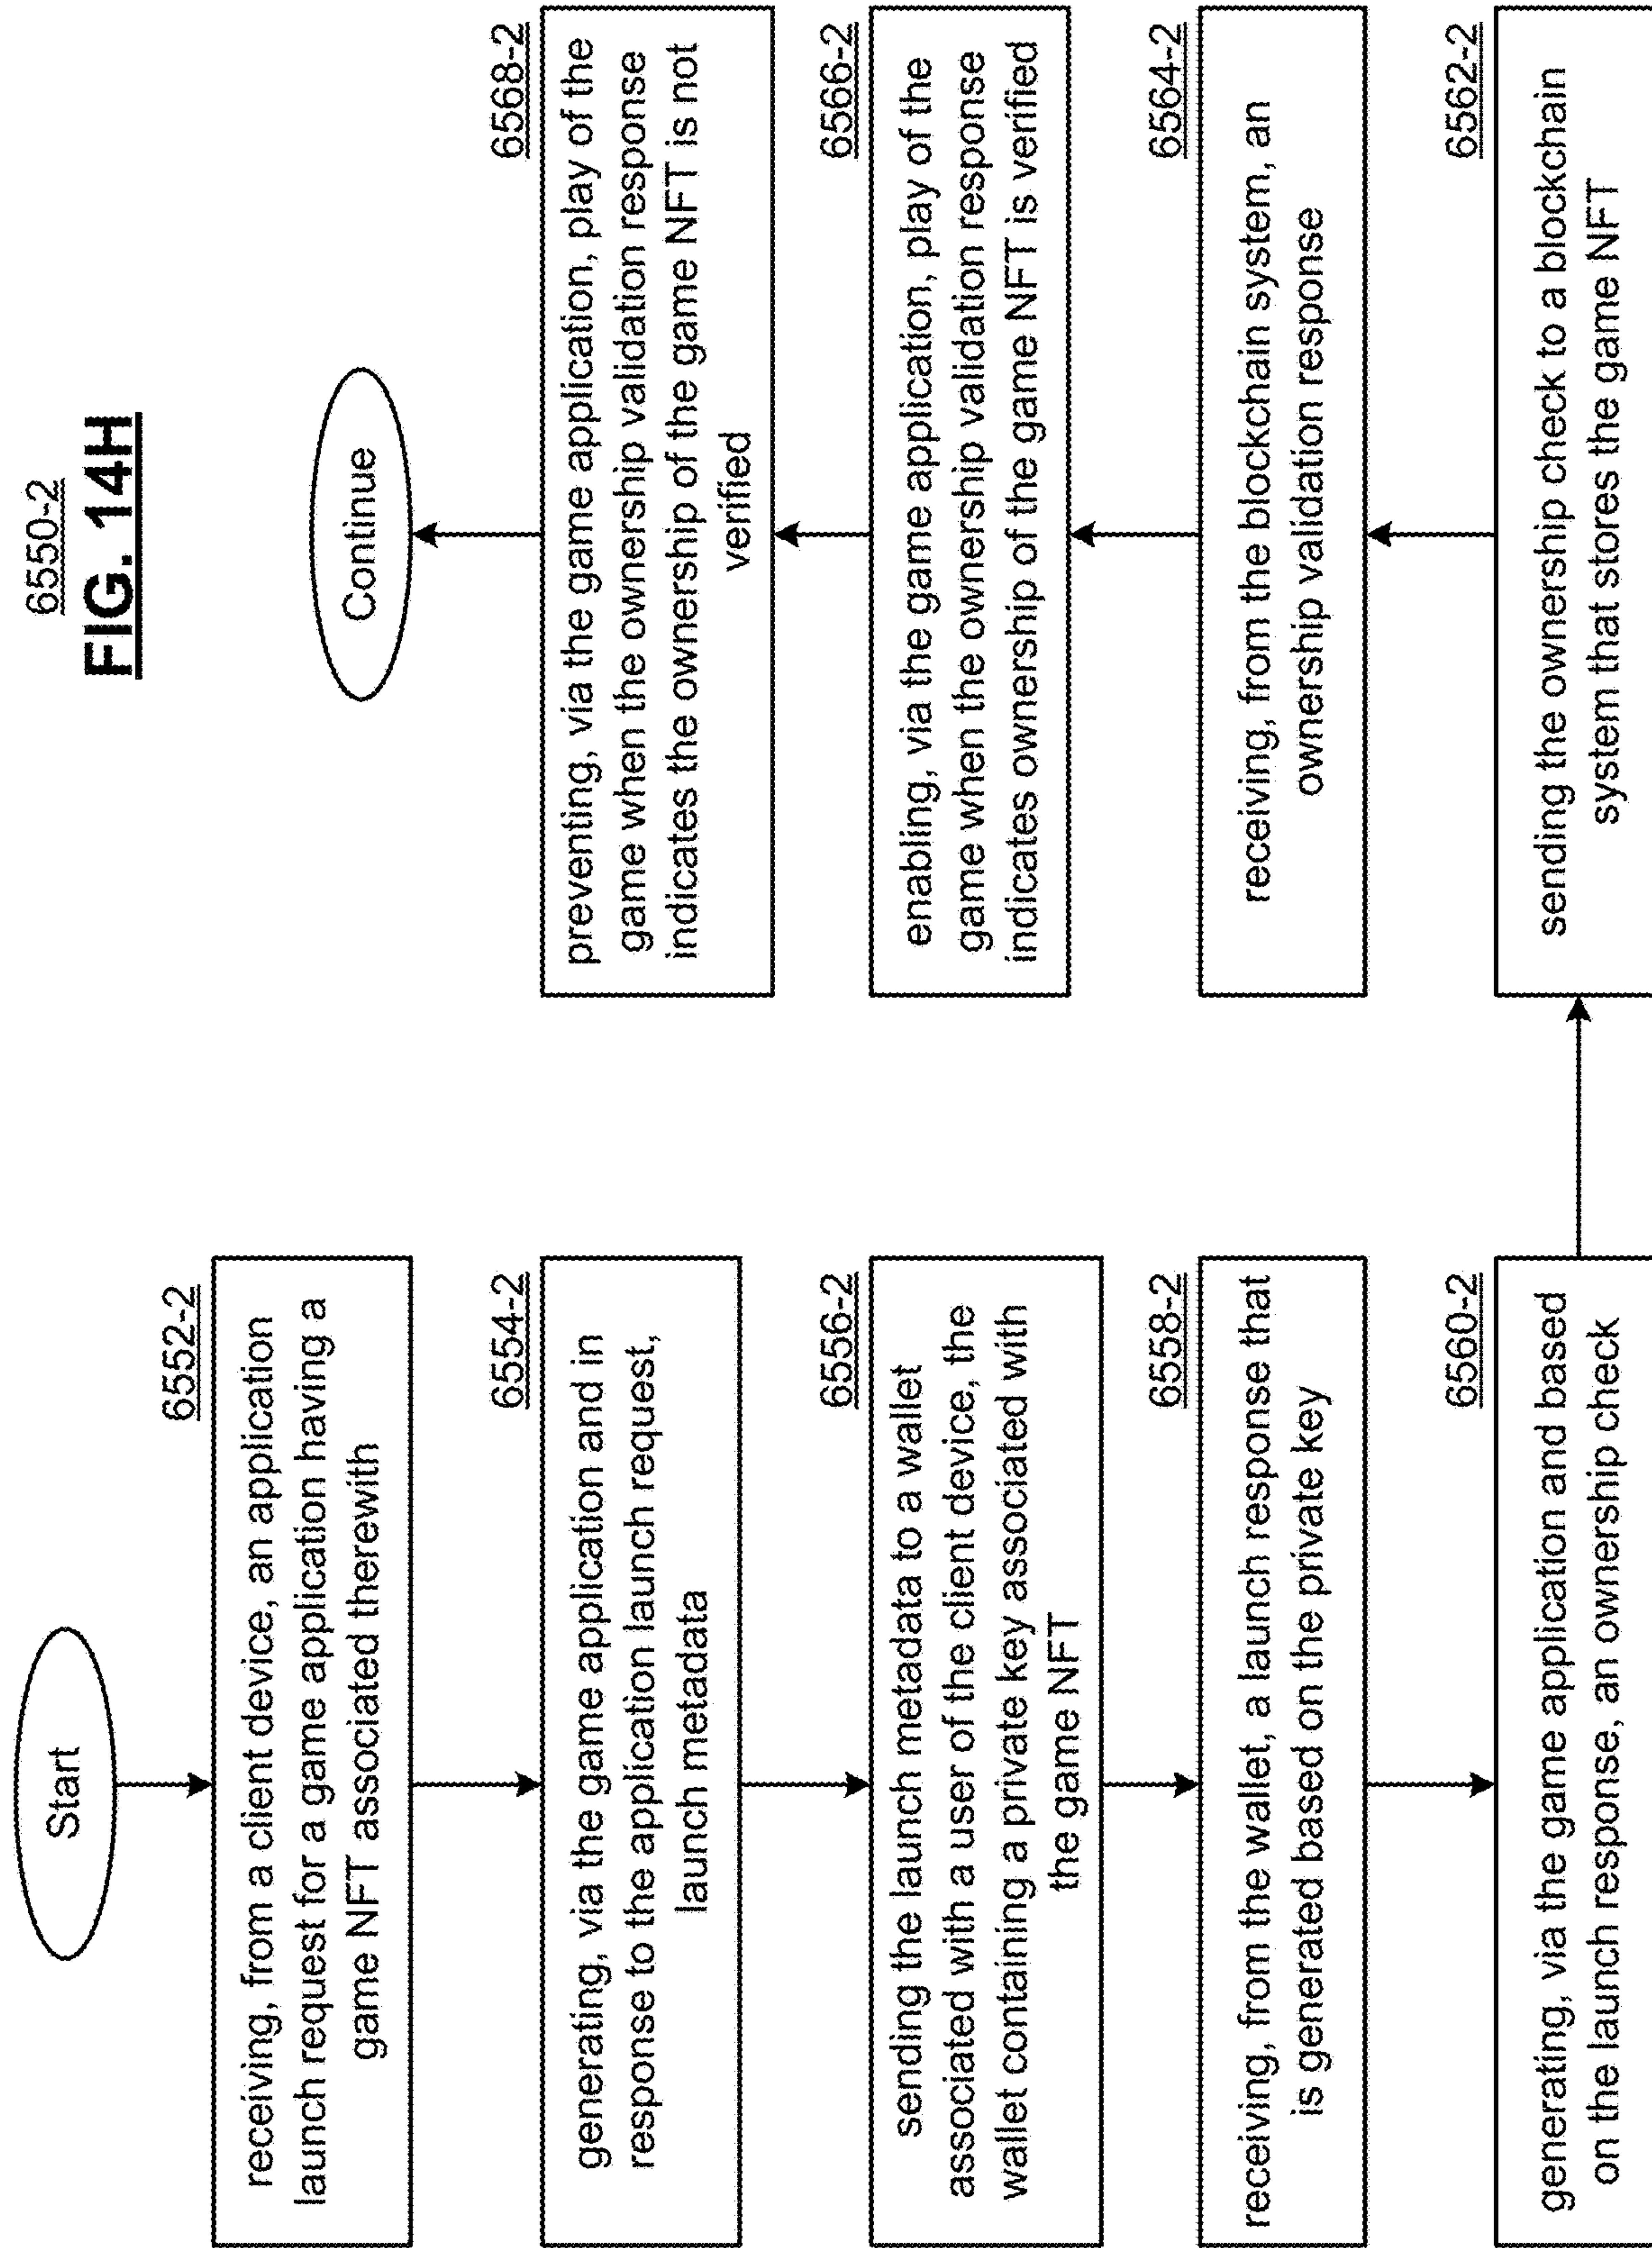 6550-2
FIG. 14H
Start
6552-2
receiving, from a client device, an application
launch request for a game application having a
game NFT associated therewith
6554-2
generating, via the game application and in
response to the application launch request,
launch metadata
6556-2
sending the launch metadata to a wallet
associated with a user of the client device, the
wallet containing a private key associated with
the game NFT
6558-2
receiving, from the wallet, a launch response that
is generated based on the private key
6560-2
generating, via the game application and based
on the launch response, an ownership check
6562-2
sending the ownership check to a blockchain
system that stores the game NFT
6564-2
receiving, from the blockchain system, an
ownership validation response
6566-2
enabling, via the game application, play of the
game when the ownership validation response
indicates ownership of the game NFT is verified
6568-2
preventing, via the game application, play of the
game when the ownership validation response
indicates the ownership of the game NFT is not
verified
Continue